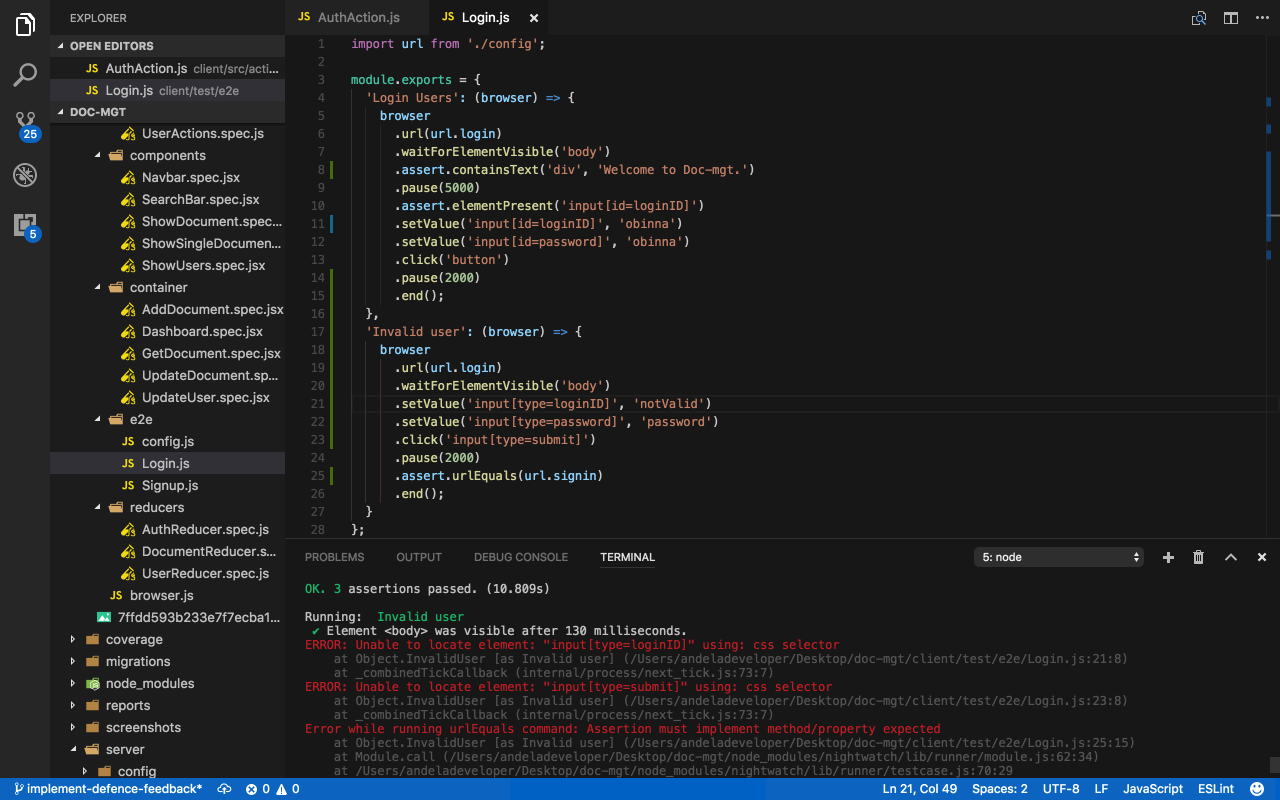 EXPLORER
OPEN EDITORS
JS AuthAction.js client/src/acti...
JS Login.js client/test/e2e
DOC-MGT
UserActions.spec.js
components
Navbar.spec.jsx
SearchBar.spec.jsx
ShowDocument.spec...
ShowSingleDocumen...
ShowUsers.spec.jsx
container
AddDocument.spec.jsx
Dashboard.spec.jsx
GetDocument.spec.jsx
UpdateDocument.sp...
UpdateUser.spec.jsx
e2e
JS config.js
JS Login.js
JS Signup.js
reducers
AuthReducer.spec.js
DocumentReducer.s...
UserReducer.spec.js
JS browser.js
7ffdd593b233e7f7ecba1...
coverage
migrations
node_modules
reports
screenshots
server
config
25
5
JS AuthAction.js
JS Login.js ×
1 import url from './config';
2
3 module.exports = {
4 'Login Users': (browser) => {
5 browser
6 .url(url.login)
7 .waitForElementVisible('body')
8 .assert.containsText('div', 'Welcome to Doc-mgt.')
9 .pause(5000)
10 .assert.elementPresent('input[id=loginID]')
11 .setValue('input[id=loginID]', 'obinna')
12 .setValue('input[id=password]', 'obinna')
13 .click('button')
14 .pause(2000)
15 .end();
16 },
17 'Invalid user': (browser) => {
18 browser
19 .url(url.login)
20 .waitForElementVisible('body')
21 .setValue('input[type=loginID]', 'notValid')
22 .setValue('input[type=password]', 'password')
23 .click('input[type=submit]')
24 .pause(2000)
25 .assert.urlEquals(url.signin)
26 .end();
27 }
28 };
PROBLEMS OUTPUT DEBUG CONSOLE TERMINAL 5: node
OK. 3 assertions passed. (10.809s)
Running: Invalid user
✔ Element <body> was visible after 130 milliseconds.
ERROR: Unable to locate element: "input[type=loginID]" using: css selector
at Object.InvalidUser [as Invalid user] (/Users/andeladeveloper/Desktop/doc-mgt/client/test/e2e/Login.js:21:8)
at _combinedTickCallback (internal/process/next_tick.js:73:7)
ERROR: Unable to locate element: "input[type=submit]" using: css selector
at Object.InvalidUser [as Invalid user] (/Users/andeladeveloper/Desktop/doc-mgt/client/test/e2e/Login.js:23:8)
at _combinedTickCallback (internal/process/next_tick.js:73:7)
Error while running urlEquals command: Assertion must implement method/property expected
at Object.InvalidUser [as Invalid user] (/Users/andeladeveloper/Desktop/doc-mgt/client/test/e2e/Login.js:25:15)
at Module.call (/Users/andeladeveloper/Desktop/doc-mgt/node_modules/nightwatch/lib/runner/module.js:62:34)
at /Users/andeladeveloper/Desktop/doc-mgt/node_modules/nightwatch/lib/runner/testcase.js:70:29
implement-defence-feedback* 0 0 Ln 21, Col 49 Spaces: 2 UTF-8 LF JavaScript ESLint